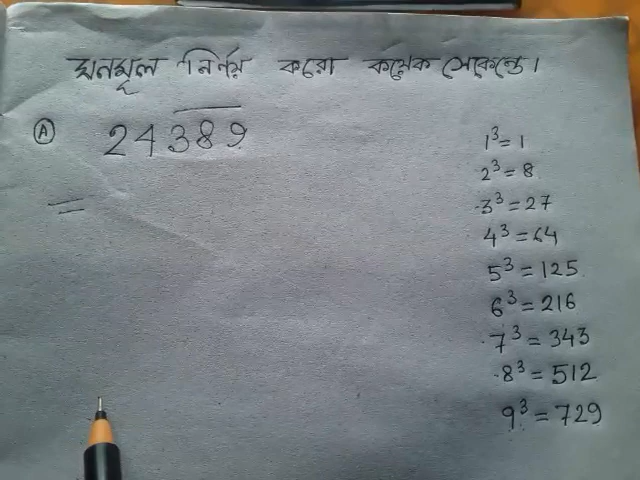 ঘনমূল নির্নয় করো কয়েক সেকেন্ডে।
Ⓐ 24389
=
1³ = 1
2³ = 8
3³ = 27
4³ = 64
5³ = 125
6³ = 216
7³ = 343
8³ = 512
9³ = 729